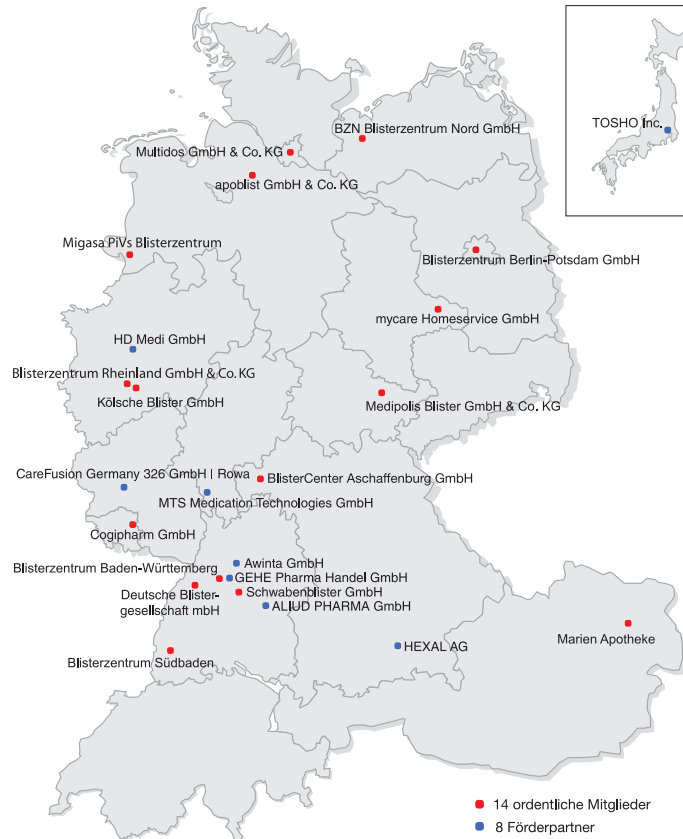 BZN Blisterzentrum Nord GmbH
TOSHO Inc.
Multidos GmbH & Co. KG
apoblist GmbH & Co. KG
Migasa PiVs Blisterzentrum
Blisterzentrum Berlin-Potsdam GmbH
mycare Homeservice GmbH
HD Medi GmbH
Blisterzentrum Rheinland GmbH & Co. KG
Kölsche Blister GmbH
Medipolis Blister GmbH & Co. KG
CareFusion Germany 326 GmbH | Rowa
BlisterCenter Aschaffenburg GmbH
MTS Medication Technologies GmbH
Cogipharm GmbH
Awinta GmbH
Blisterzentrum Baden-Württemberg
GEHE Pharma Handel GmbH
Deutsche Blister-
gesellschaft mbH
Schwabenblister GmbH
ALIUD PHARMA GmbH
Marien Apotheke
HEXAL AG
Blisterzentrum Südbaden
14 ordentliche Mitglieder
8 Förderpartner